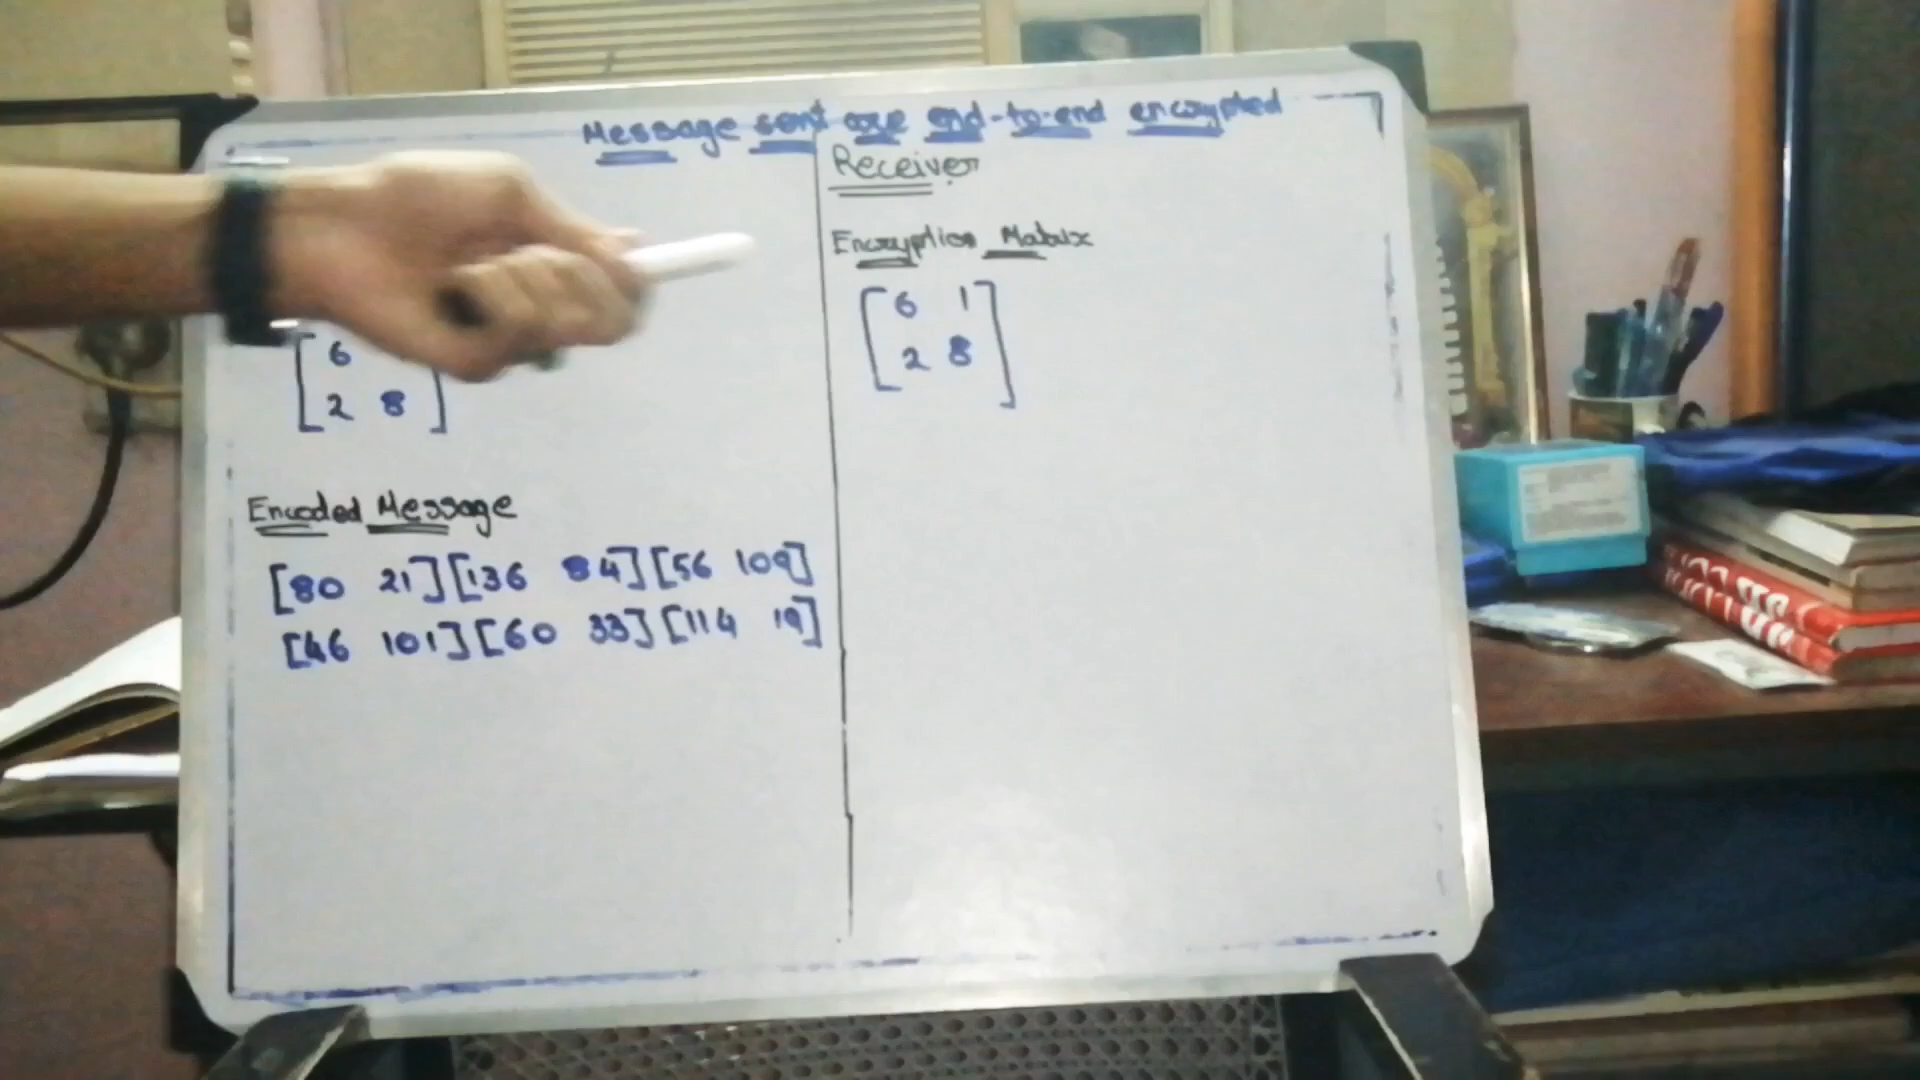 Message sent are end-to-end encrypted
Receiver
Encryption Matrix
[6 1]
[2 8]
[6
2 8]
Encoded Message
[80 21] [136 84] [56 109]
[46 101] [60 33] [114 19]